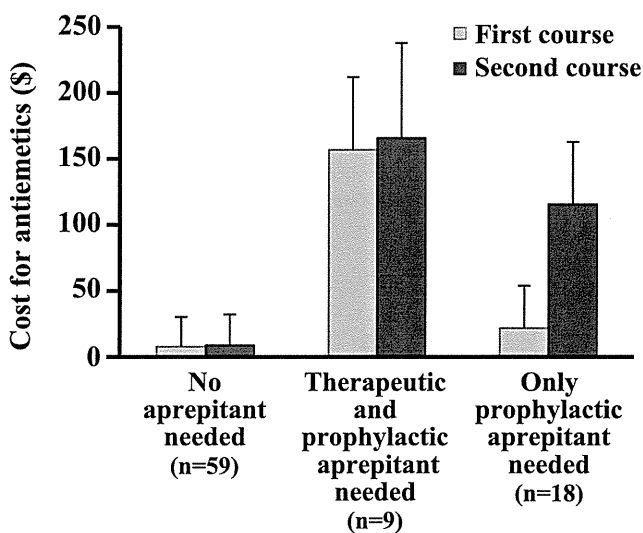 Cost for antiemetics ($)
250
200
150
100
50
0
First course
Second course
No
aprepitant
needed
(n=59)
Therapeutic
and
prophylactic
aprepitant
needed
(n=9)
Only
prophylactic
aprepitant
needed
(n=18)